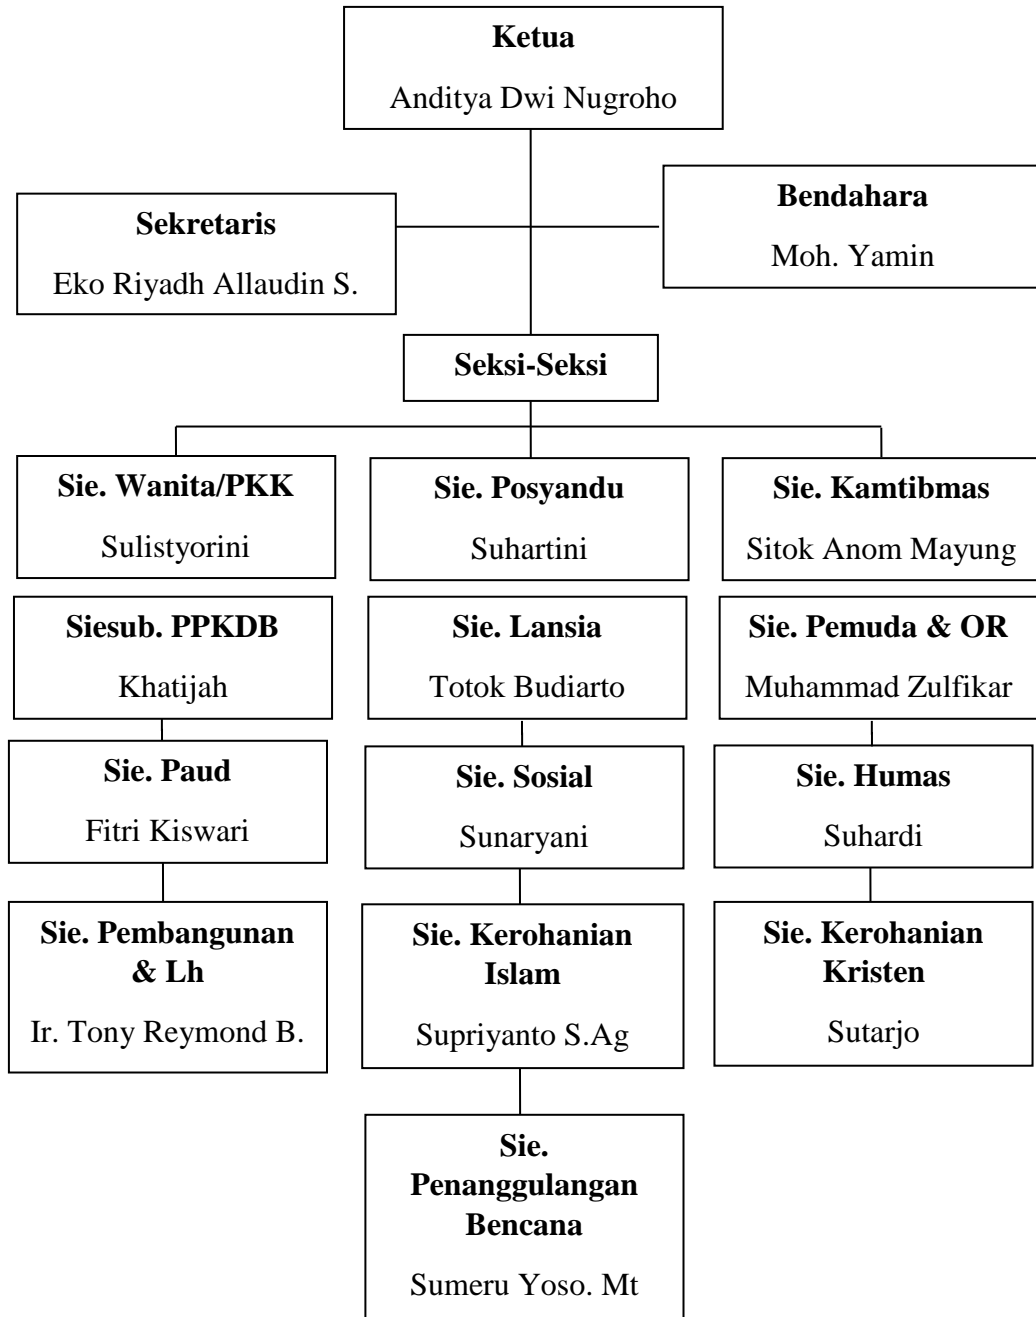 Ketua
Anditya Dwi Nugroho
Sekretaris
Eko Riyadh Allaudin S.
Bendahara
Moh. Yamin
Seksi-Seksi
Sie. Wanita/PKK
Sulistyorini
Sie. Posyandu
Suhartini
Sie. Kamtibmas
Sitok Anom Mayung
Siesub. PPKDB
Khatijah
Sie. Lansia
Totok Budiarto
Sie. Pemuda & OR
Muhammad Zulfikar
Sie. Paud
Fitri Kiswari
Sie. Sosial
Sunaryani
Sie. Humas
Suhardi
Sie. Pembangunan
& Lh
Ir. Tony Reymond B.
Sie. Kerohanian
Islam
Supriyanto S.Ag
Sie. Kerohanian
Kristen
Sutarjo
Sie.
Penanggulangan
Bencana
Sumeru Yoso. Mt